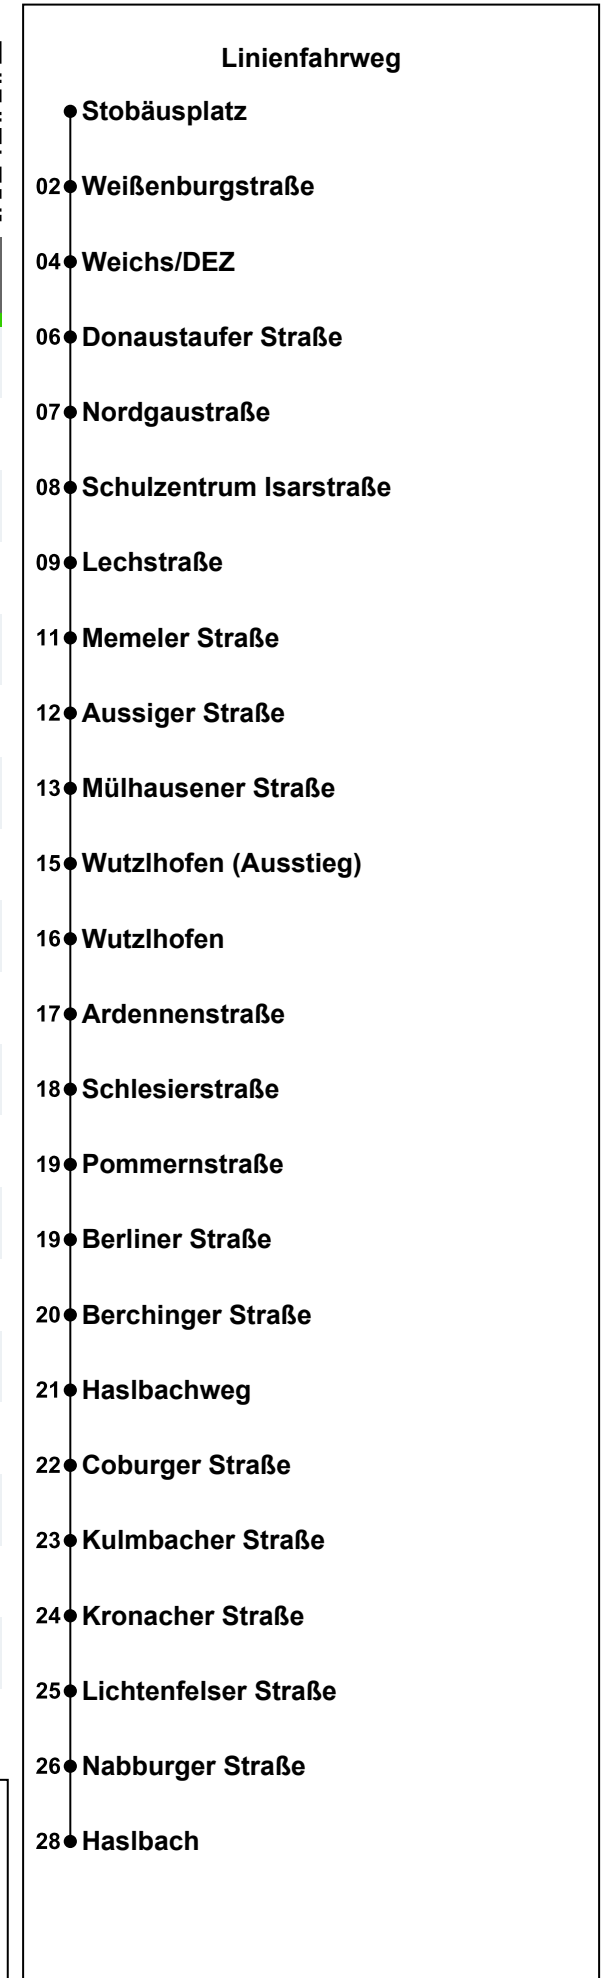 Linienfahrweg
Stobäusplatz
02 Weißenburgstraße
04 Weichs/DEZ
06 Donaustaufer Straße
07 Nordgaustraße
08 Schulzentrum Isarstraße
09 Lechstraße
11 Memeler Straße
12 Aussiger Straße
13 Mülhausener Straße
15 Wutzlhofen (Ausstieg)
16 Wutzlhofen
17 Ardennenstraße
18 Schlesierstraße
19 Pommernstraße
19 Berliner Straße
20 Berchinger Straße
21 Haslbachweg
22 Coburger Straße
23 Kulmbacher Straße
24 Kronacher Straße
25 Lichtenfelser Straße
26 Nabburger Straße
28 Haslbach